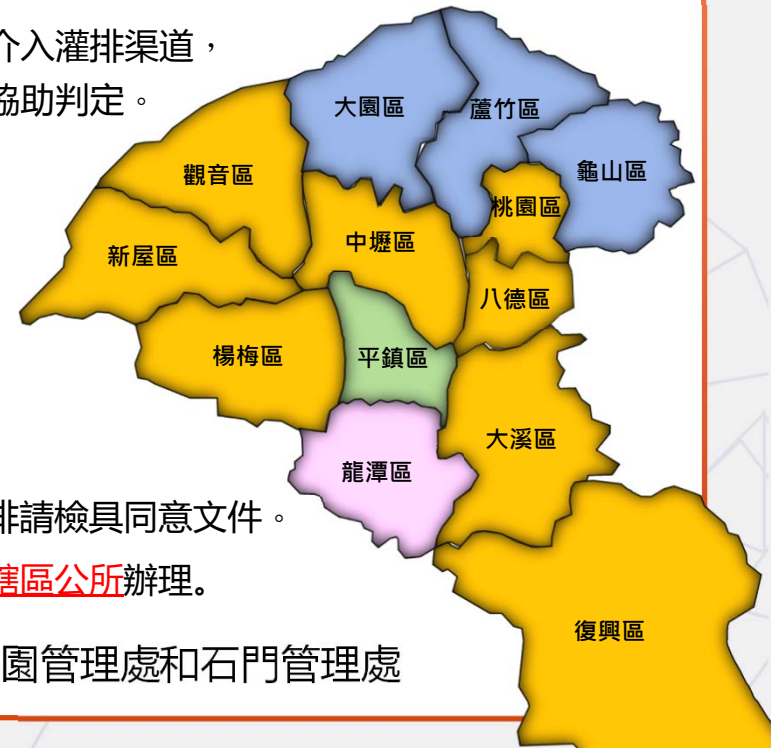 介入灌排渠道，
協助判定。
大園區
蘆竹區
龜山區
觀音區
桃園區
中壢區
新屋區
八德區
楊梅區
平鎮區
大溪區
龍潭區
非請檢具同意文件。
轄區公所辦理。
復興區
園管理處和石門管理處